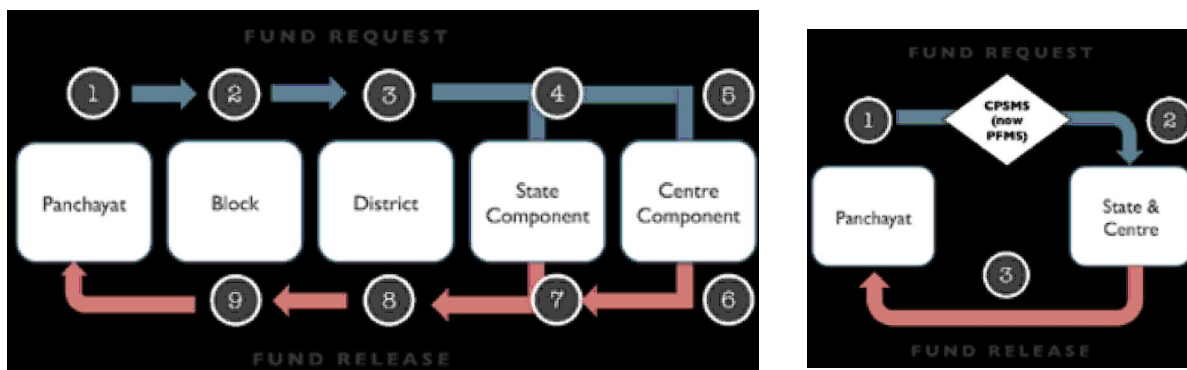 FUND REQUEST
1 2 3 4 5
Panchayat
Block
District
State
Component
Centre
Component
9 8 7 6
FUND RELEASE
FUND REQUEST
1
CPSMS
(now
PFMS)
2
Panchayat
State &
Centre
3
FUND RELEASE